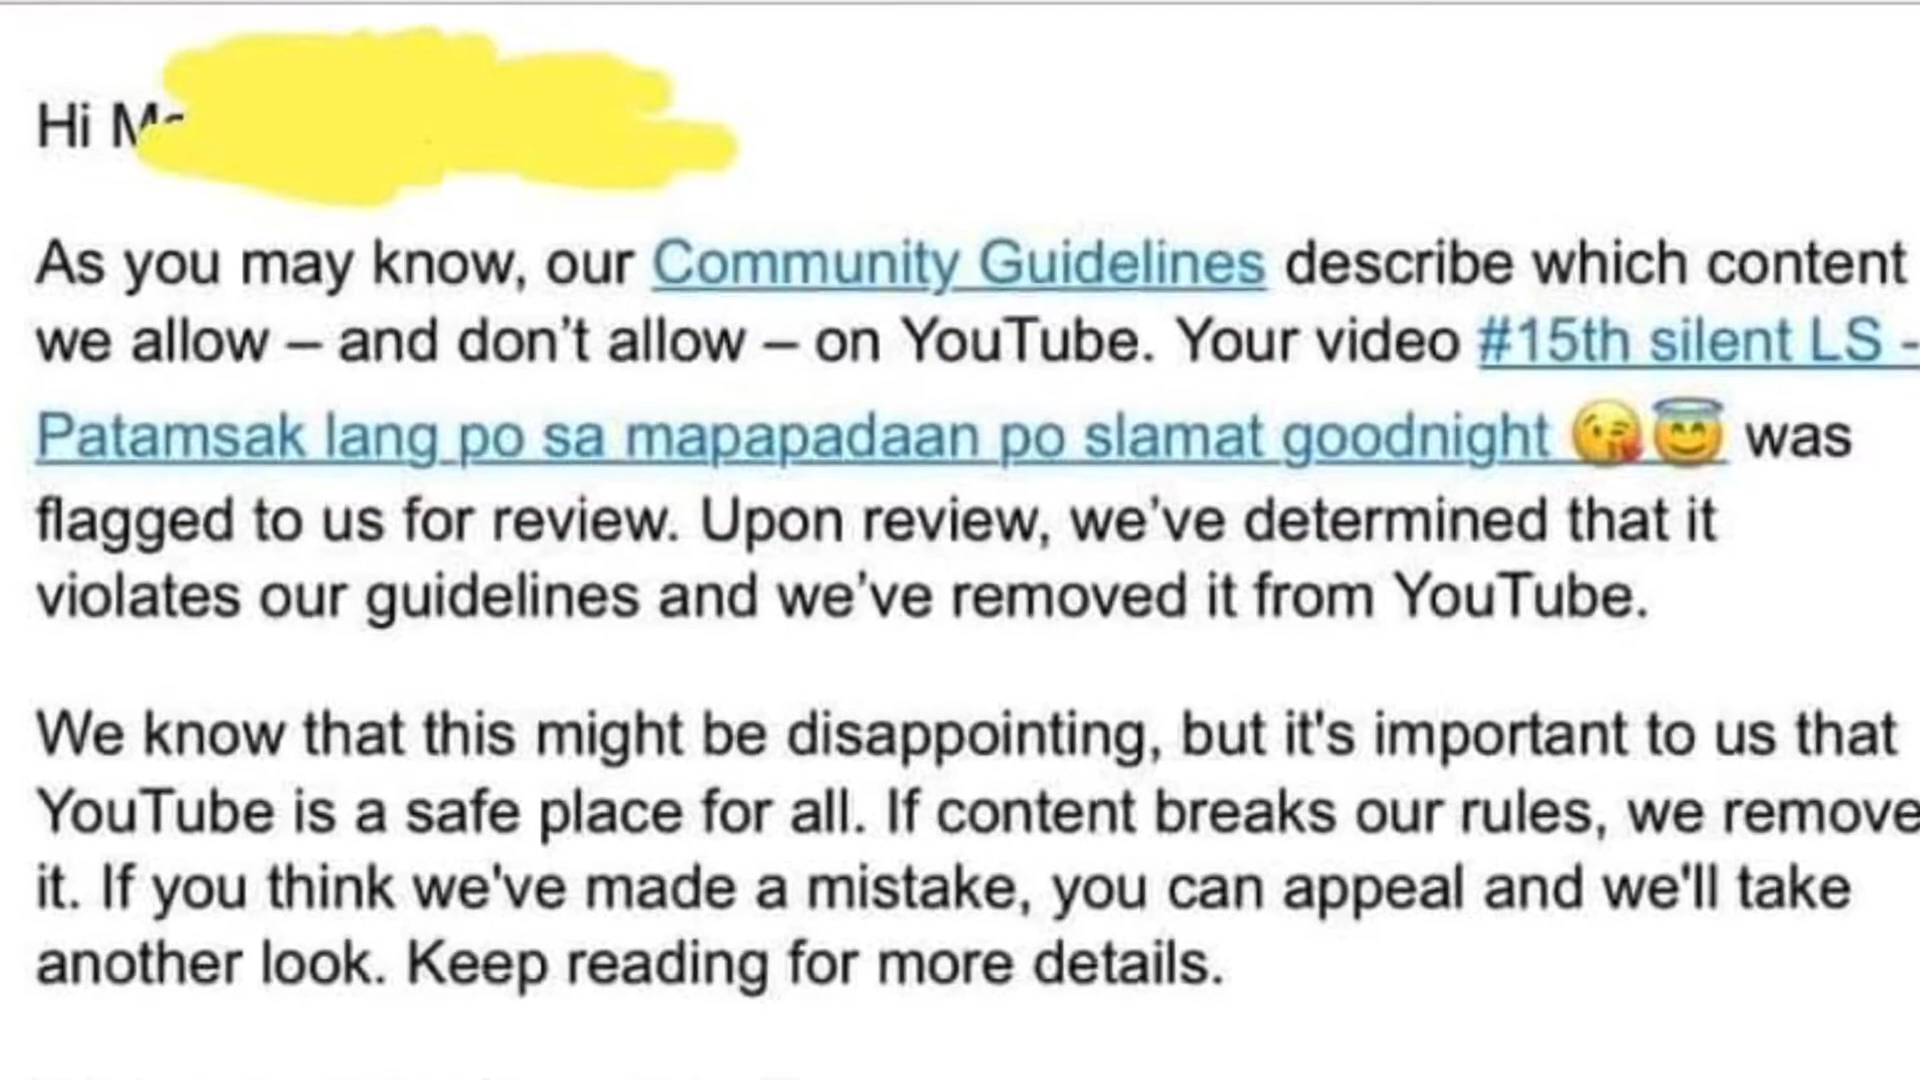 Hi M
As you may know, our Community Guidelines describe which content
we allow – and don’t allow – on YouTube. Your video #15th silent LS -
Patamsak lang po sa mapapadaan po slamat goodnight 😘😇 was
flagged to us for review. Upon review, we’ve determined that it
violates our guidelines and we’ve removed it from YouTube.
We know that this might be disappointing, but it's important to us that
YouTube is a safe place for all. If content breaks our rules, we remove
it. If you think we've made a mistake, you can appeal and we'll take
another look. Keep reading for more details.